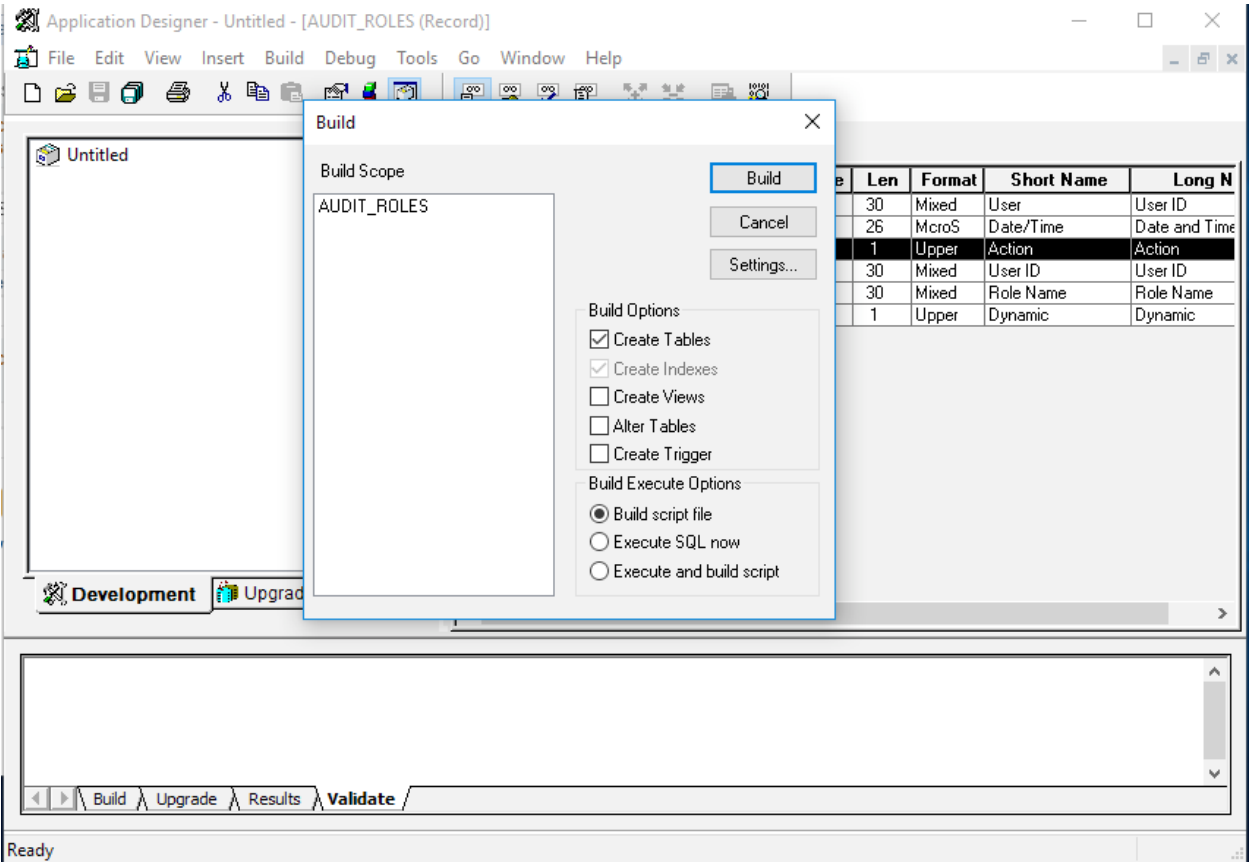 Application Designer - Untitled - [AUDIT_ROLES (Record)]
File Edit View Insert Build Debug Tools Go Window Help
Untitled
Build
Build Scope
AUDIT_ROLES
Build
Cancel
Settings...
Build Options
Create Tables
Create Indexes
Create Views
Alter Tables
Create Trigger
Build Execute Options
Build script file
Execute SQL now
Execute and build script
e Len Format Short Name Long N
30 Mixed User User ID
26 McroS Date/Time Date and Time
1 Upper Action Action
30 Mixed User ID User ID
30 Mixed Role Name Role Name
1 Upper Dynamic Dynamic
Development Upgrad
Build Upgrade Results Validate
Ready